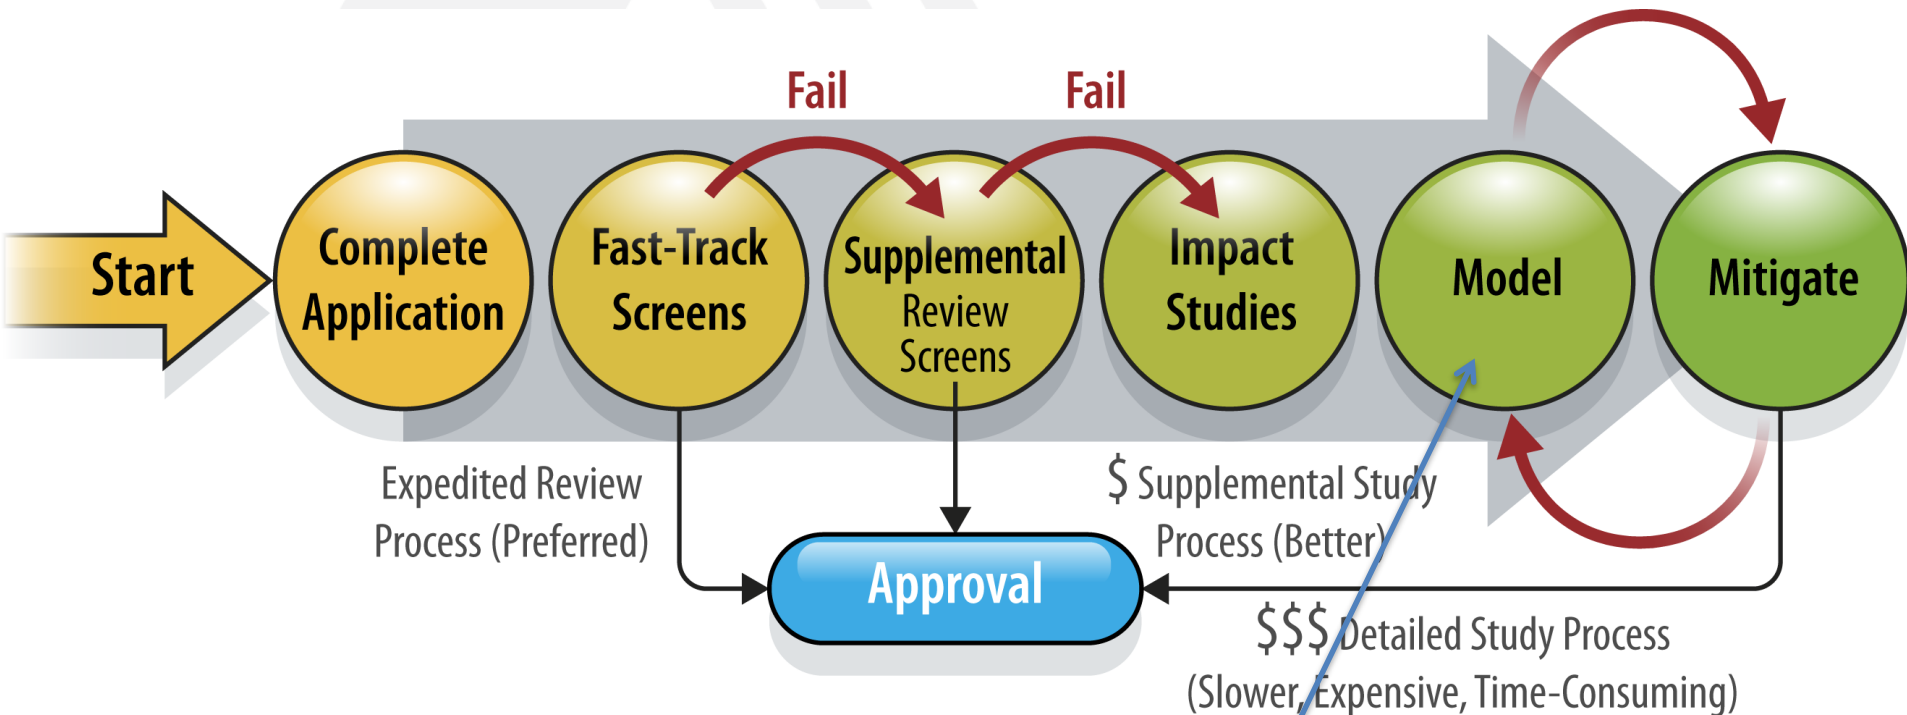 Fail
Fail
Start
Complete
Application
Fast-Track
Screens
Supplemental
Review
Screens
Impact
Studies
Model
Mitigate
Expedited Review
Process (Preferred)
$ Supplemental Study
Process (Better)
Approval
$$$ Detailed Study Process
(Slower, Expensive, Time-Consuming)